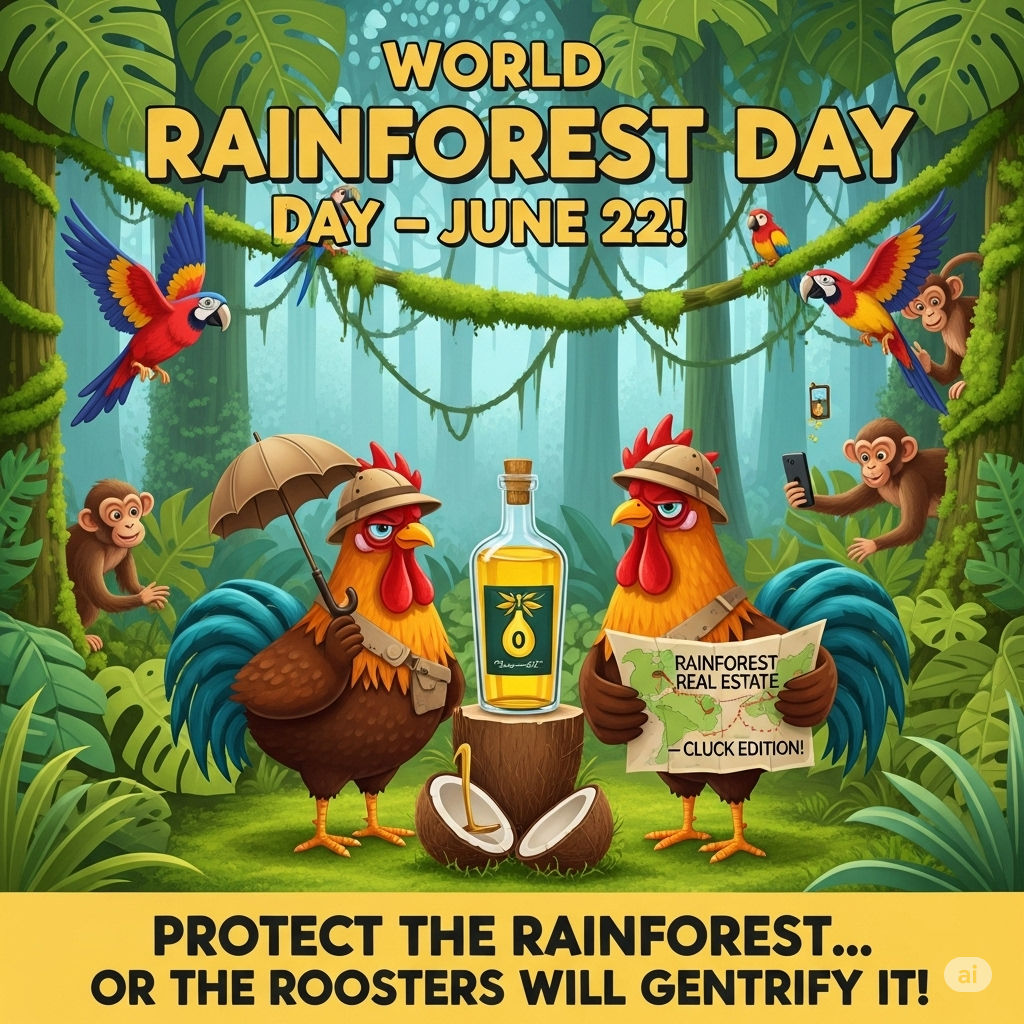 WORLD
RAINFOREST DAY
DAY – JUNE 22!
0
RAINFOREST
REAL ESTATE
– CLUCK EDITION!
PROTECT THE RAINFOREST...
OR THE ROOSTERS WILL GENTRIFY IT!
ai